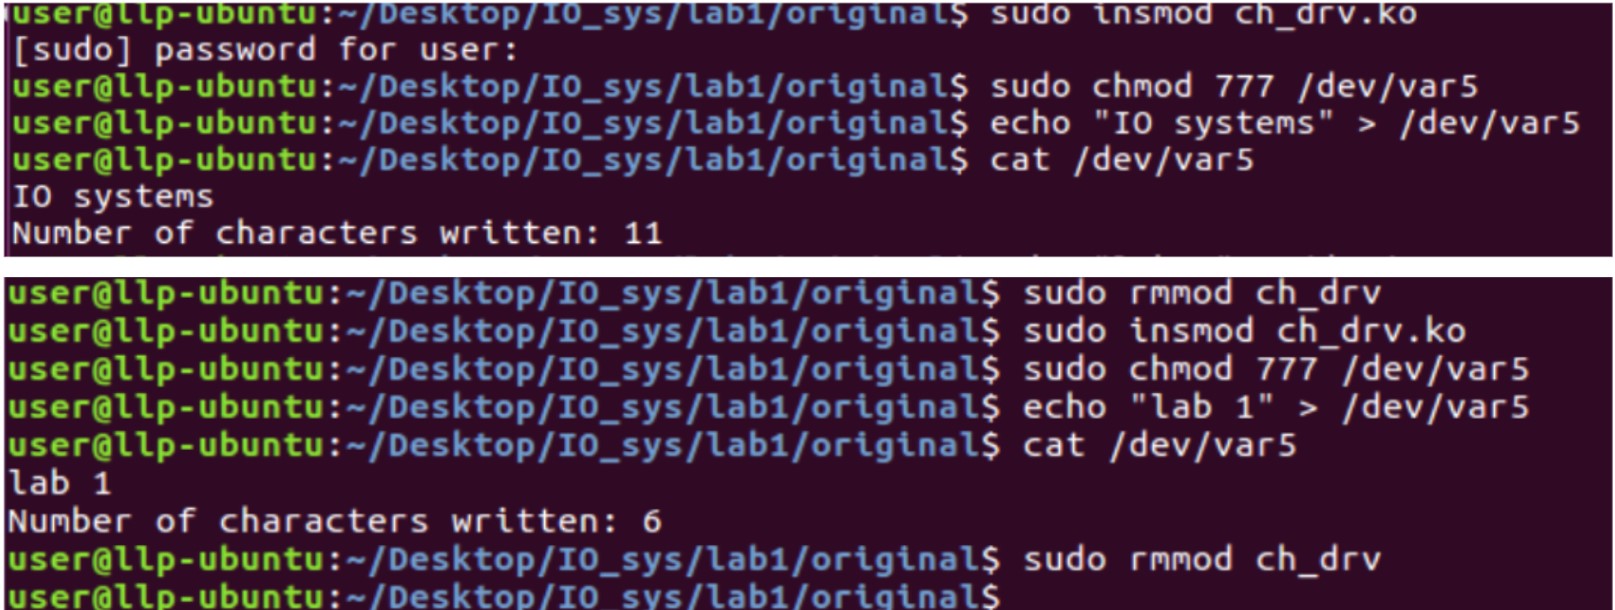 user@llp-ubuntu:~/Desktop/IO_sys/lab1/original$ sudo insmod ch_drv.ko
[sudo] password for user:
user@llp-ubuntu:~/Desktop/IO_sys/lab1/original$ sudo chmod 777 /dev/var5
user@llp-ubuntu:~/Desktop/IO_sys/lab1/original$ echo "IO systems" > /dev/var5
user@llp-ubuntu:~/Desktop/IO_sys/lab1/original$ cat /dev/var5
IO systems
Number of characters written: 11
user@llp-ubuntu:~/Desktop/IO_sys/lab1/original$ sudo rmmod ch_drv
user@llp-ubuntu:~/Desktop/IO_sys/lab1/original$ sudo insmod ch_drv.ko
user@llp-ubuntu:~/Desktop/IO_sys/lab1/original$ sudo chmod 777 /dev/var5
user@llp-ubuntu:~/Desktop/IO_sys/lab1/original$ echo "lab 1" > /dev/var5
user@llp-ubuntu:~/Desktop/IO_sys/lab1/original$ cat /dev/var5
lab 1
Number of characters written: 6
user@llp-ubuntu:~/Desktop/IO_sys/lab1/original$ sudo rmmod ch_drv
user@llp-ubuntu:~/Desktop/IO_sys/lab1/original$